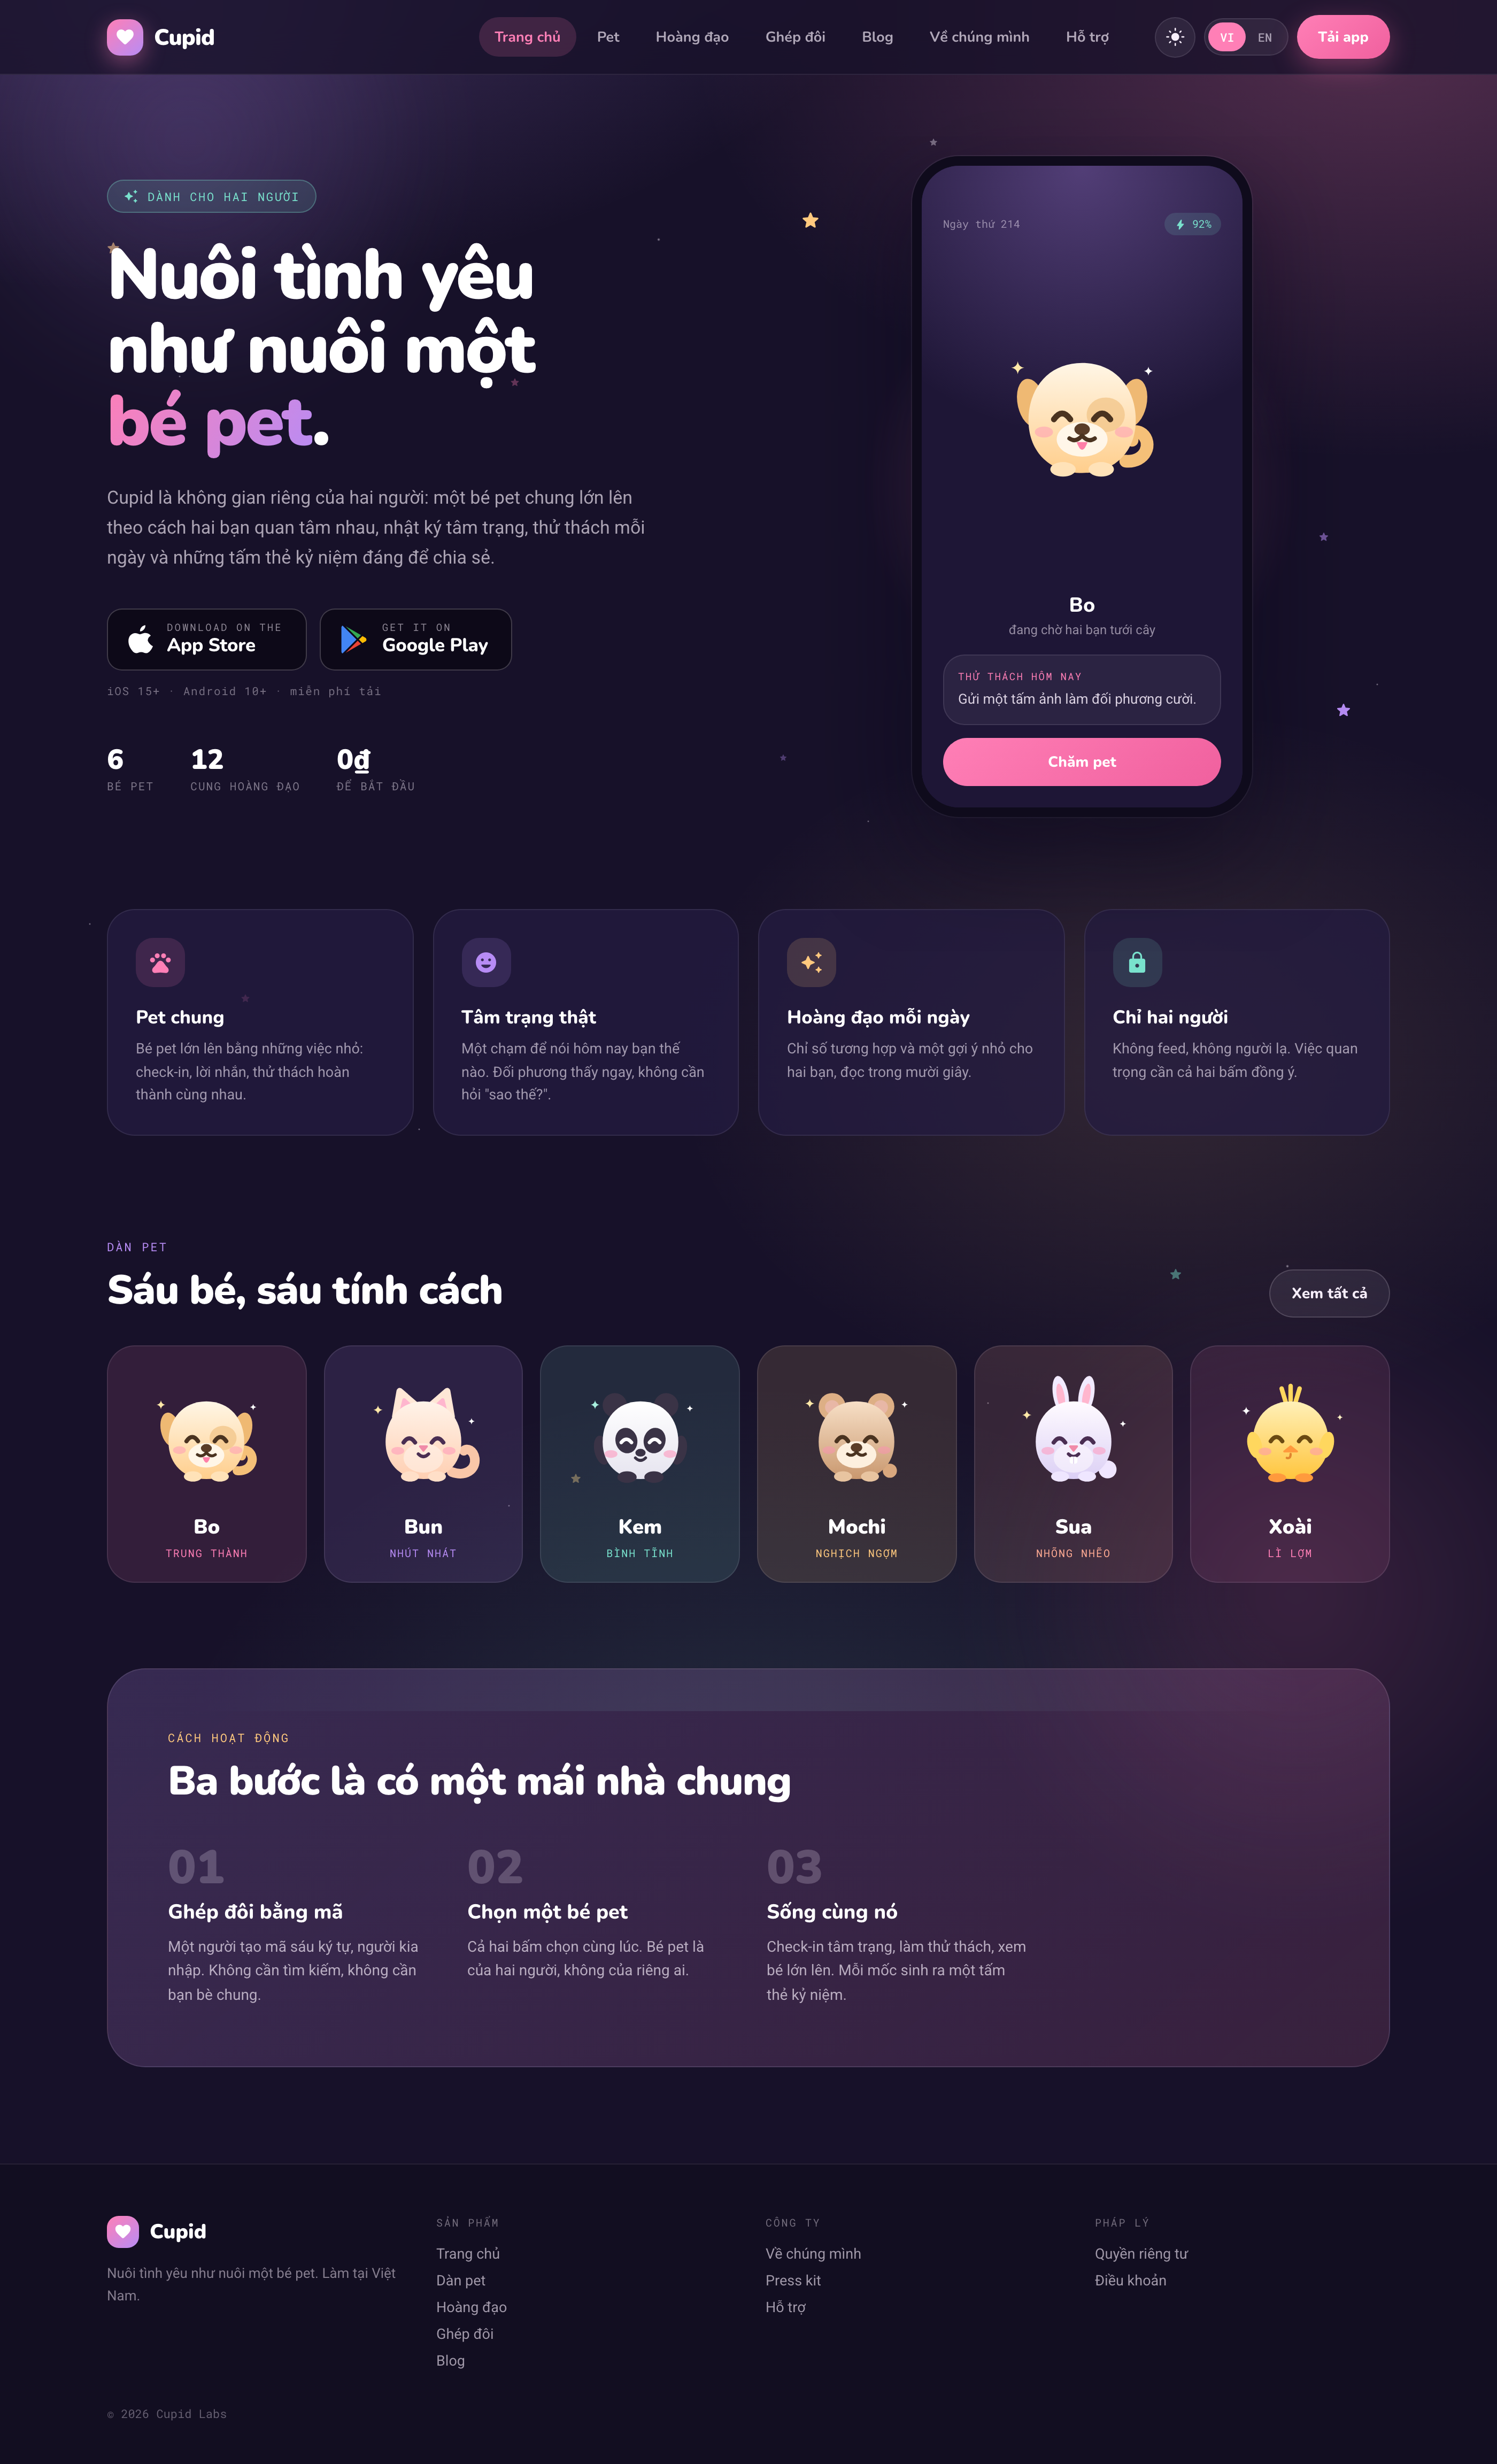 Cupid
Trang chủ
Pet
Hoàng đạo
Ghép đôi
Blog
Về chúng mình
Hỗ trợ
VI
EN
Tải app
DÀNH CHO HAI NGƯỜI
Nuôi tình yêu
như nuôi một
bé pet.
Cupid là không gian riêng của hai người: một bé pet chung lớn lên
theo cách hai bạn quan tâm nhau, nhật ký tâm trạng, thử thách mỗi
ngày và những tấm thẻ kỷ niệm đáng để chia sẻ.
DOWNLOAD ON THE
App Store
GET IT ON
Google Play
iOS 15+ · Android 10+ · miễn phí tải
6
BÉ PET
12
CUNG HOÀNG ĐẠO
0₫
ĐỂ BẮT ĐẦU
Ngày thứ 214
92%
Bo
đang chờ hai bạn tưới cây
THỬ THÁCH HÔM NAY
Gửi một tấm ảnh làm đối phương cười.
Chăm pet
Pet chung
Bé pet lớn lên bằng những việc nhỏ:
check-in, lời nhắn, thử thách hoàn
thành cùng nhau.
Tâm trạng thật
Một chạm để nói hôm nay bạn thế
nào. Đối phương thấy ngay, không cần
hỏi "sao thế?".
Hoàng đạo mỗi ngày
Chỉ số tương hợp và một gợi ý nhỏ cho
hai bạn, đọc trong mười giây.
Chỉ hai người
Không feed, không người lạ. Việc quan
trọng cần cả hai bấm đồng ý.
DÀN PET
Sáu bé, sáu tính cách
Xem tất cả
Bo
TRUNG THÀNH
Bun
NHÚT NHÁT
Kem
BÌNH TĨNH
Mochi
NGHỊCH NGỢM
Sua
NHÕNG NHẼO
Xoài
LÌ LỢM
CÁCH HOẠT ĐỘNG
Ba bước là có một mái nhà chung
01
Ghép đôi bằng mã
Một người tạo mã sáu ký tự, người kia
nhập. Không cần tìm kiếm, không cần
bạn bè chung.
02
Chọn một bé pet
Cả hai bấm chọn cùng lúc. Bé pet là
của hai người, không của riêng ai.
03
Sống cùng nó
Check-in tâm trạng, làm thử thách, xem
bé lớn lên. Mỗi mốc sinh ra một tấm
thẻ kỷ niệm.
Cupid
Nuôi tình yêu như nuôi một bé pet. Làm tại Việt
Nam.
SẢN PHẨM
Trang chủ
Dàn pet
Hoàng đạo
Ghép đôi
Blog
CÔNG TY
Về chúng mình
Press kit
Hỗ trợ
PHÁP LÝ
Quyền riêng tư
Điều khoản
© 2026 Cupid Labs